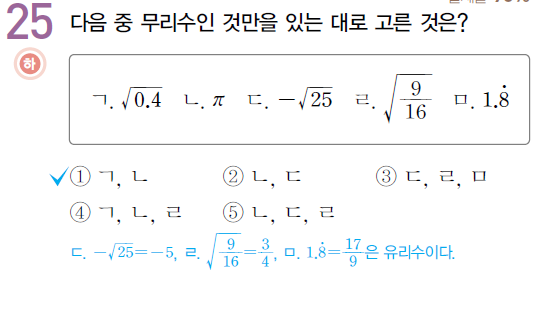 25 다음 중 무리수인 것만을 있는 대로 고른 것은?
하
ㄱ. √0.4 ㄴ. π ㄷ. −√25 ㄹ. √(9/16) ㅁ. 1.8̇
① ㄱ, ㄴ ② ㄴ, ㄷ ③ ㄷ, ㄹ, ㅁ
④ ㄱ, ㄴ, ㄹ ⑤ ㄴ, ㄷ, ㄹ
ㄷ. −√25=−5, ㄹ. √(9/16)=3/4, ㅁ. 1.8̇=17/9은 유리수이다.